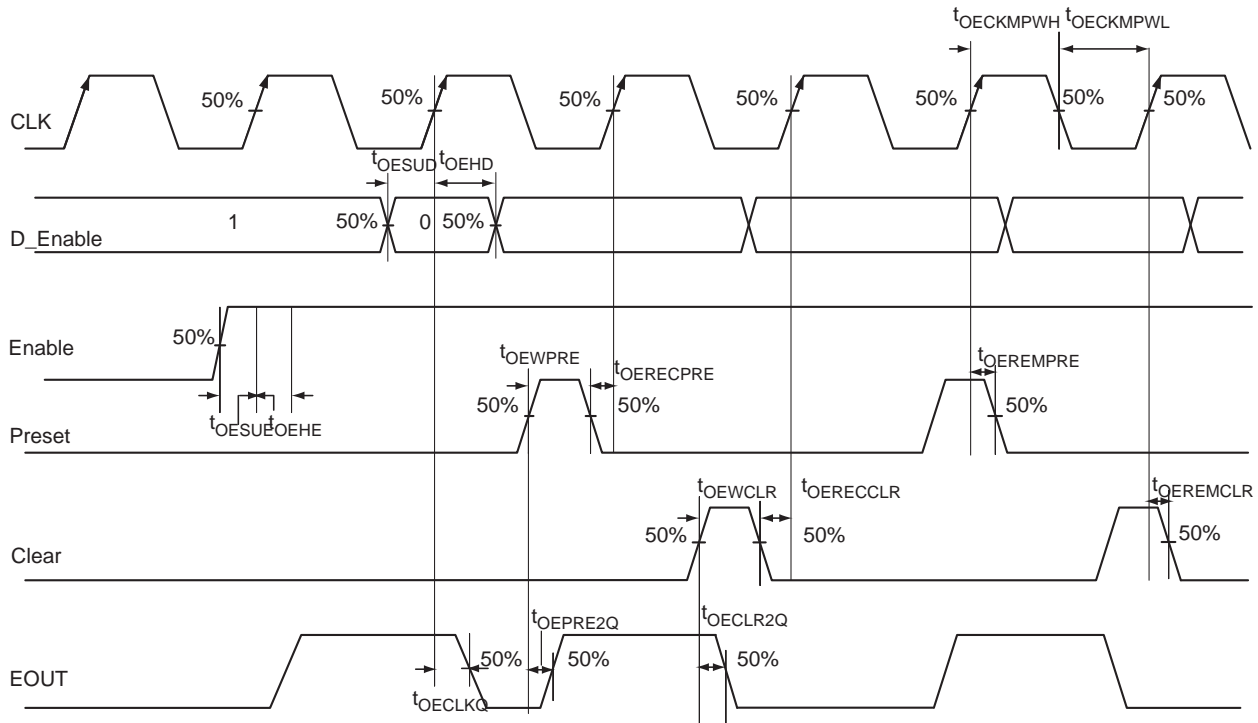 tOECKMPWH tOECKMPWL
CLK 50% 50% 50% 50% 50% 50% 50%
tOESUD tOEHD
D_Enable 1 50% 0 50%
Enable 50%
tOESUE tOEHE
tOEWPRE tOERECPRE tOEREMPRE
Preset 50% 50% 50%
tOEWCLR tOERECCLR tOEREMCLR
Clear 50% 50% 50%
tOEPRE2Q tOECLR2Q
EOUT 50% 50% 50%
tOECLKQ